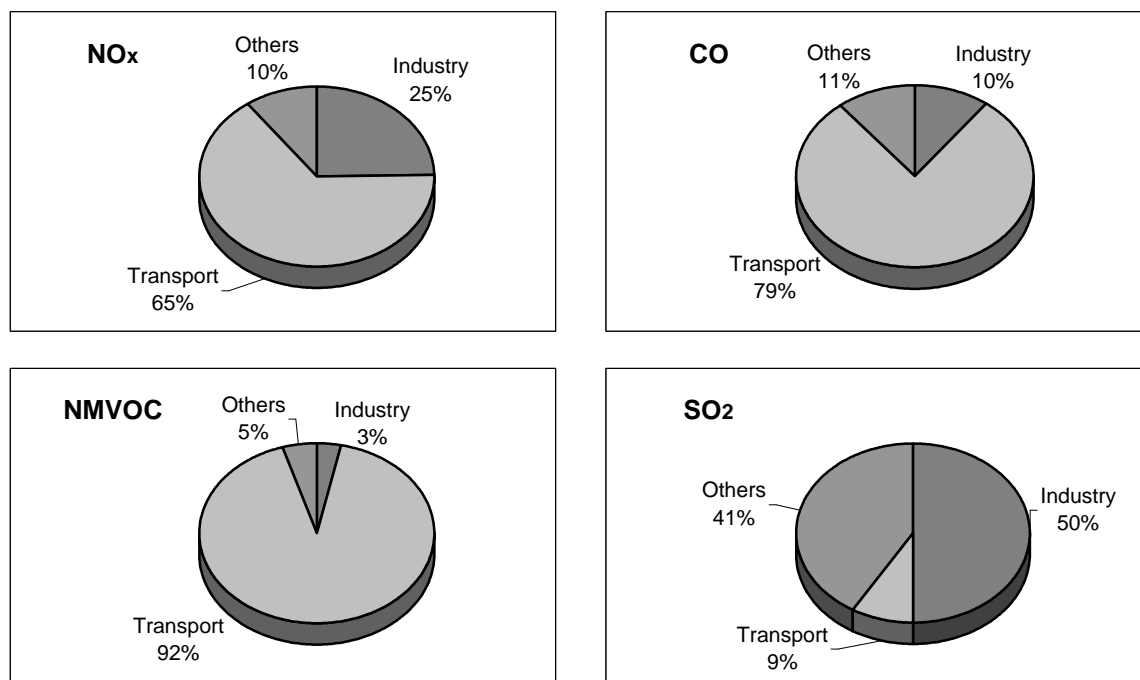 NOx
Others
10%
Industry
25%
Transport
65%
CO
Others
11%
Industry
10%
Transport
79%
NMVOC
Others
5%
Industry
3%
Transport
92%
SO2
Others
41%
Industry
50%
Transport
9%